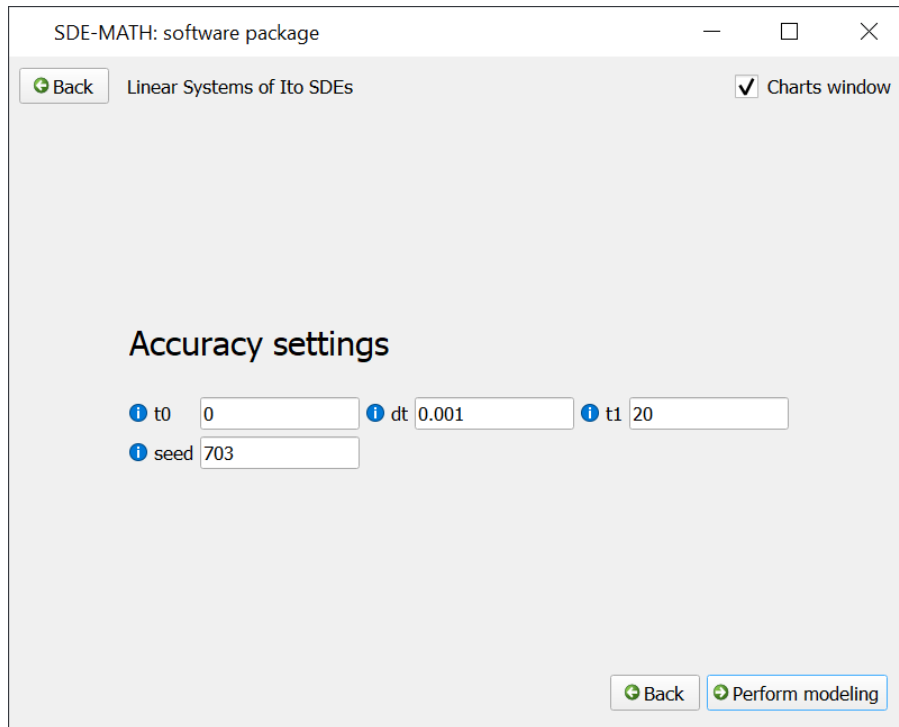 SDE-MATH: software package
Back Linear Systems of Ito SDEs Charts window
Accuracy settings
t0 0 dt 0.001 t1 20
seed 703
Back Perform modeling